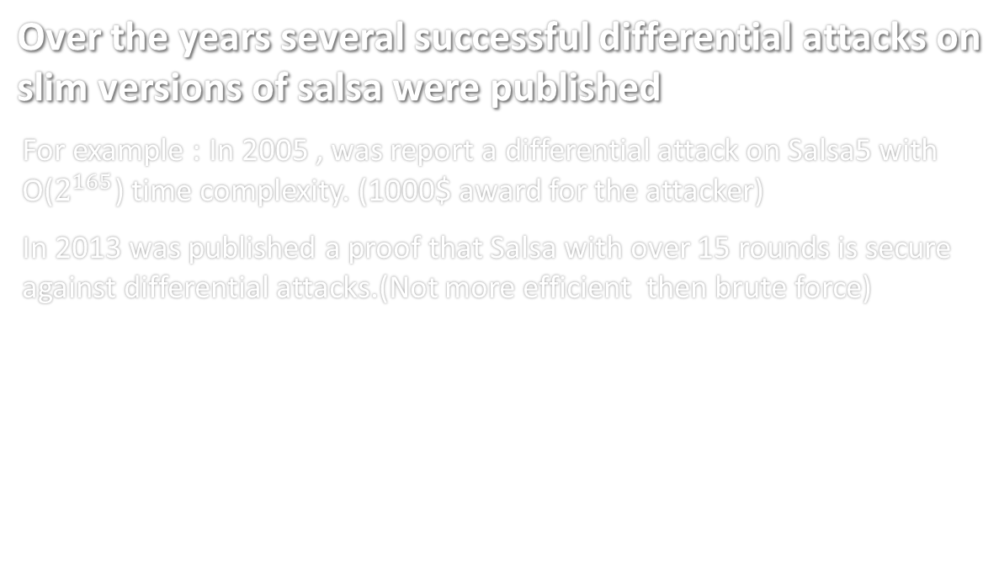 Over the years several successful differential attacks on
slim versions of salsa were published
For example : In 2005 , was report a differential attack on Salsa5 with
O(2^165) time complexity. (1000$ award for the attacker)
In 2013 was published a proof that Salsa with over 15 rounds is secure
against differential attacks.(Not more efficient  then brute force)